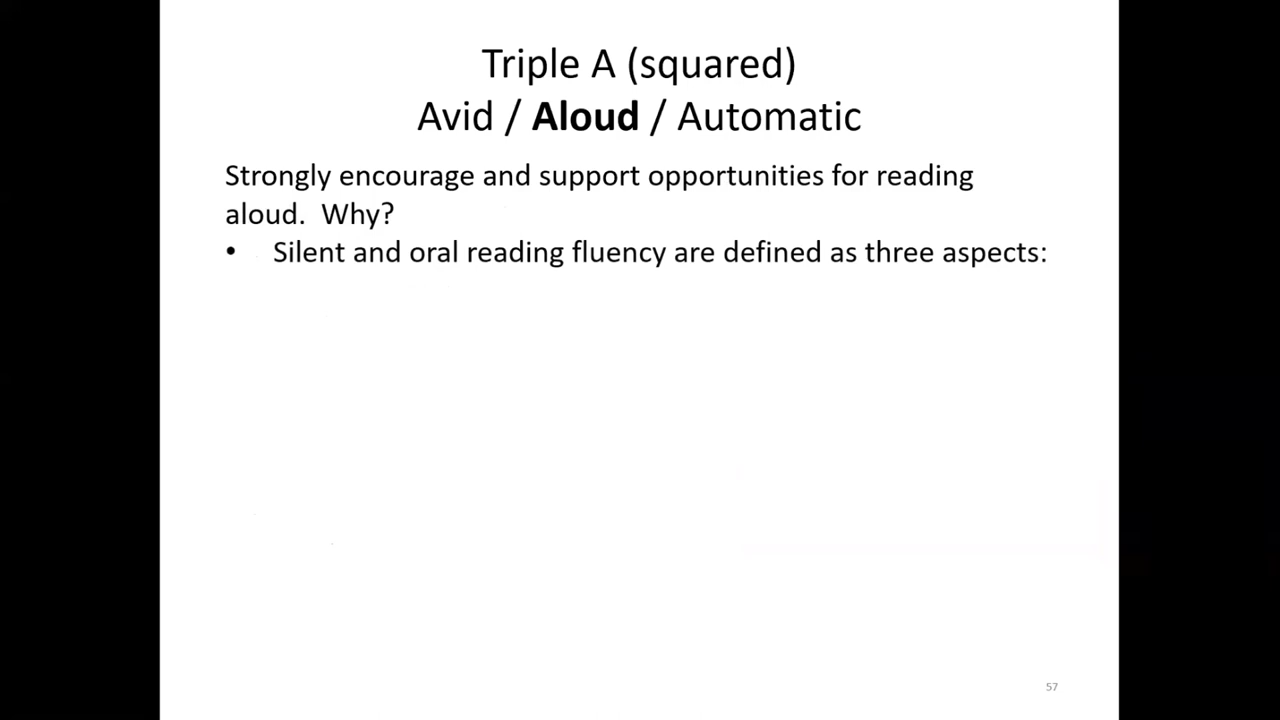 Triple A (squared)
Avid / Aloud / Automatic
Strongly encourage and support opportunities for reading
aloud.  Why?
• Silent and oral reading fluency are defined as three aspects:
57